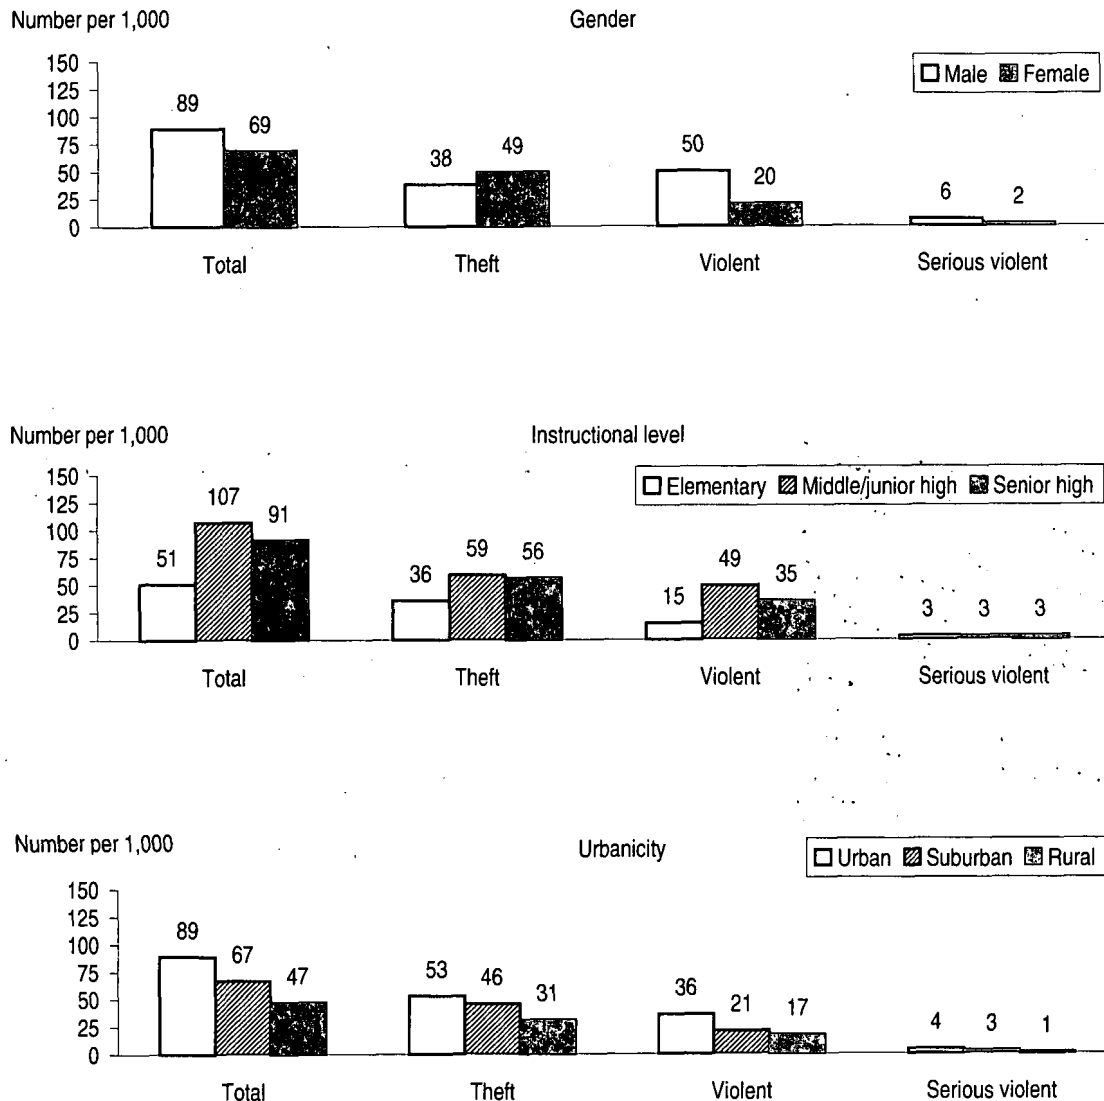 Number per 1,000
Gender
150
125
100
75
50
25
0
Male Female
89 69
38 49
50 20
6 2
Total Theft Violent Serious violent
Number per 1,000
Instructional level
150
125
100
75
50
25
0
Elementary Middle/junior high Senior high
51 107 91
36 59 56
15 49 35
3 3 3
Total Theft Violent Serious violent
Number per 1,000
Urbanicity
150
125
100
75
50
25
0
Urban Suburban Rural
89 67 47
53 46 31
36 21 17
4 3 1
Total Theft Violent Serious violent